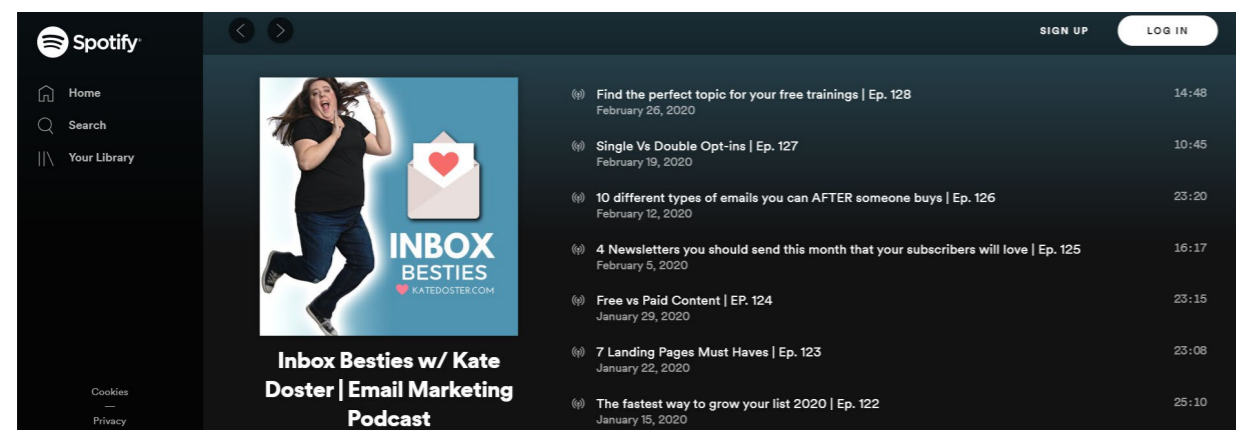 Spotify®
Home
Search
Your Library
Cookies
—
Privacy
SIGN UP
LOG IN
INBOX
BESTIES
KATEDOSTER.COM
Inbox Besties w/ Kate
Doster | Email Marketing
Podcast
Find the perfect topic for your free trainings | Ep. 128 14:48
February 26, 2020
Single Vs Double Opt-ins | Ep. 127 10:45
February 19, 2020
10 different types of emails you can AFTER someone buys | Ep. 126 23:20
February 12, 2020
4 Newsletters you should send this month that your subscribers will love | Ep. 125 16:17
February 5, 2020
Free vs Paid Content | EP. 124 23:15
January 29, 2020
7 Landing Pages Must Haves | Ep. 123 23:08
January 22, 2020
The fastest way to grow your list 2020 | Ep. 122 25:10
January 15, 2020